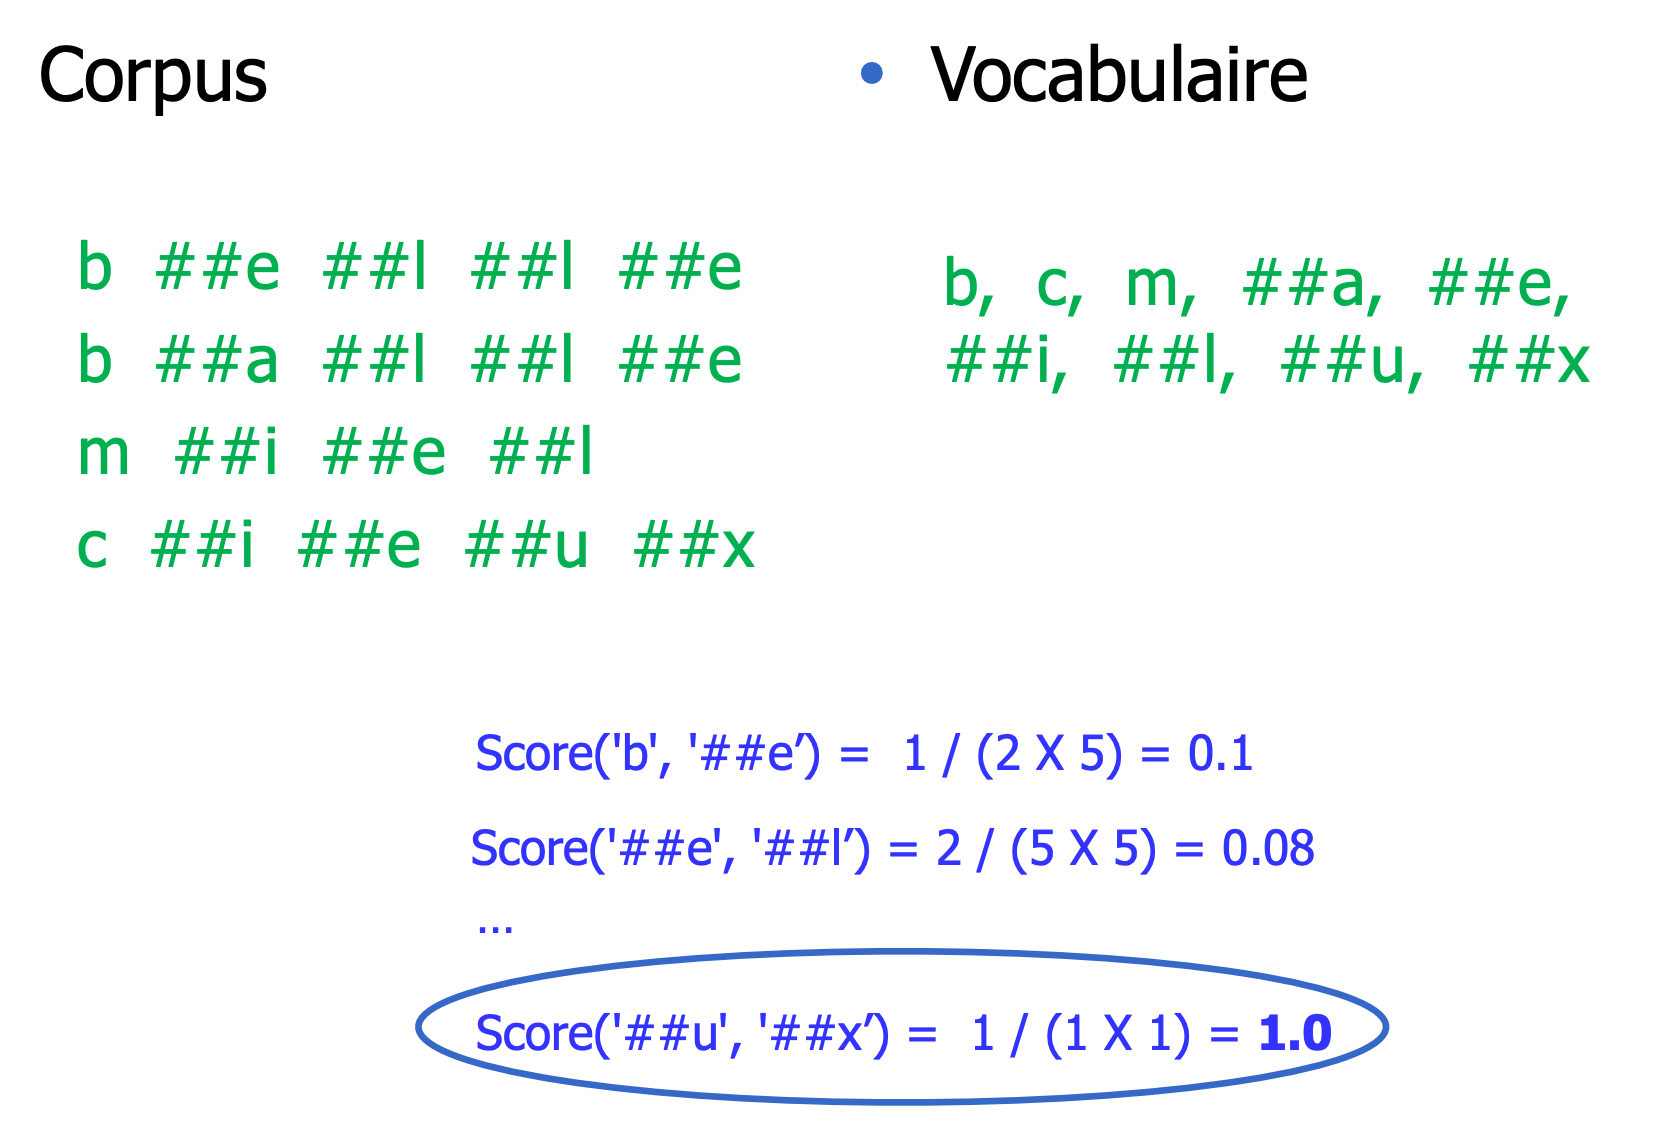 Corpus
b ##e ##l ##l ##e
b ##a ##l ##l ##e
m ##i ##e ##l
c ##i ##e ##u ##x
• Vocabulaire
b, c, m, ##a, ##e,
##i, ##l, ##u, ##x
Score('b', '##e’) = 1 / (2 X 5) = 0.1
Score('##e', '##l’) = 2 / (5 X 5) = 0.08
...
Score('##u', '##x’) = 1 / (1 X 1) = 1.0